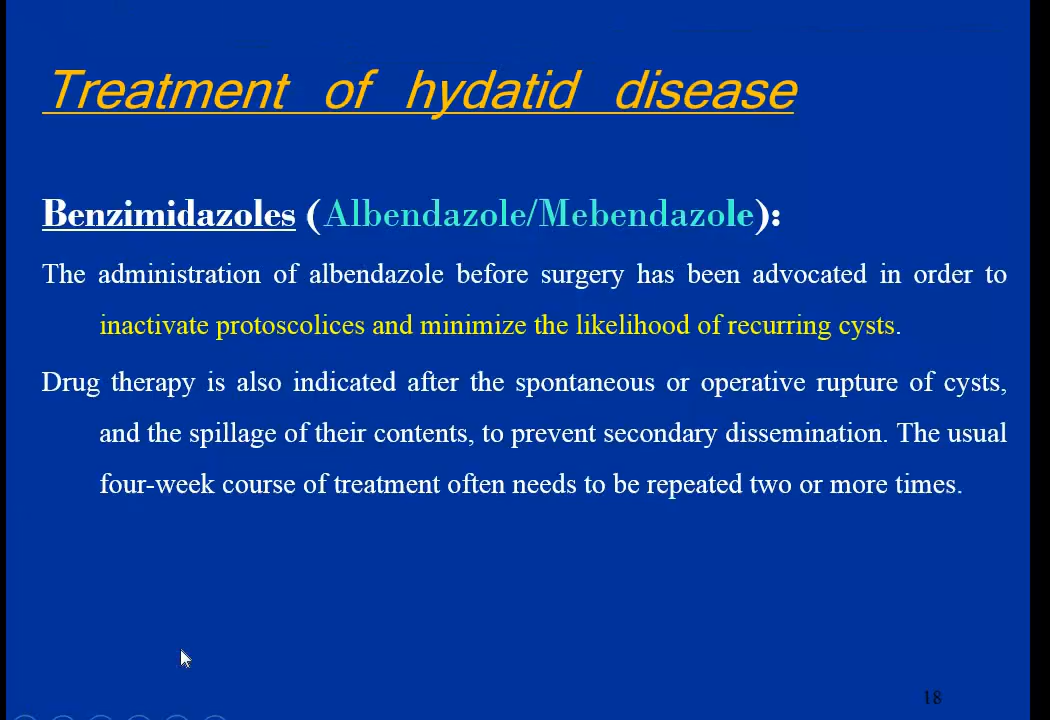 Treatment of hydatid disease
Benzimidazoles (Albendazole/Mebendazole):
The administration of albendazole before surgery has been advocated in order to
inactivate protoscolices and minimize the likelihood of recurring cysts.
Drug therapy is also indicated after the spontaneous or operative rupture of cysts,
and the spillage of their contents, to prevent secondary dissemination. The usual
four-week course of treatment often needs to be repeated two or more times.
18